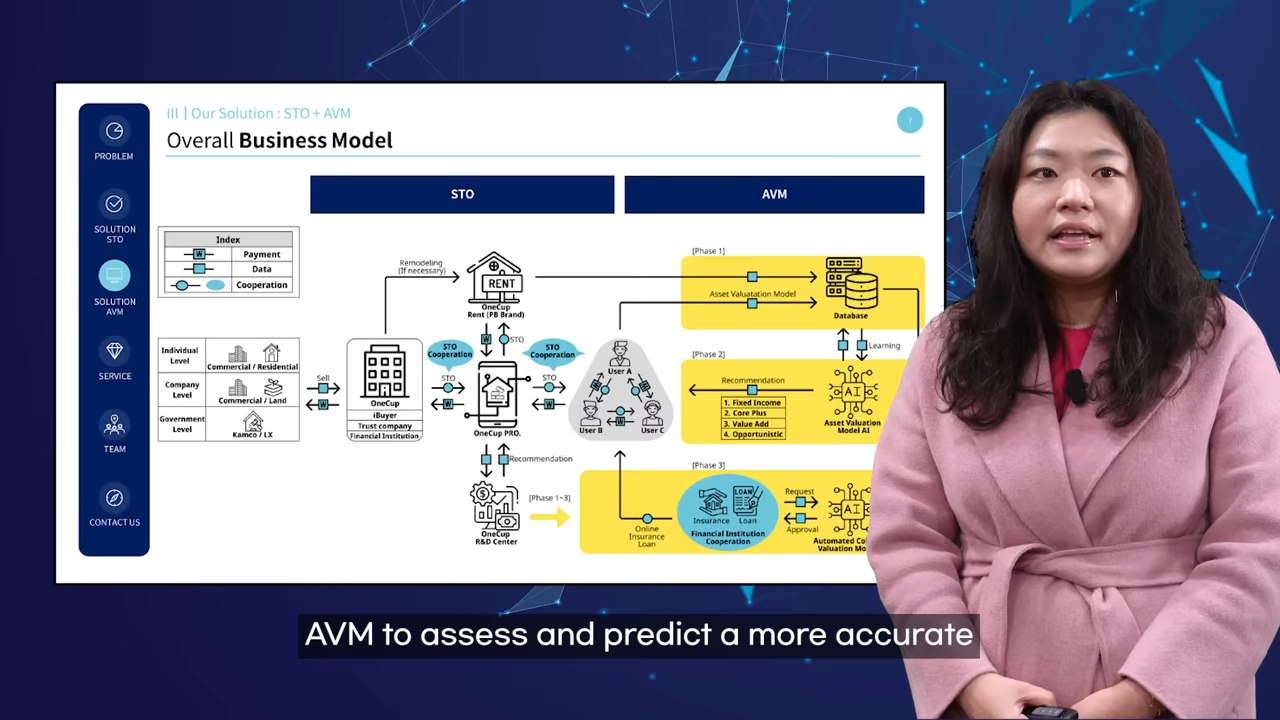 III | Our Solution : STO + AVM
7
Overall Business Model
PROBLEM
SOLUTION
STO
SOLUTION
AVM
SERVICE
TEAM
CONTACT US
STO
AVM
Index
W
Payment
Data
Cooperation
Individual
Level
Commercial / Residential
Company
Level
Commercial / Land
Government
Level
Kamco / LX
Sell
W
OneCup
iBuyer
Trust company
Financial Institution
Remodeling
(If necessary)
RENT
OneCup
Rent (PB Brand)
W
STO
STO
Cooperation
STO
W
OneCup PRO.
STO
Cooperation
STO
W
Recommendation
OneCup
R&D Center
[Phase 1~3]
User A
User B
User C
W
W
W
[Phase 1]
Asset Valuatation Model
Database
Learning
[Phase 2]
Recommendation
1. Fixed Income
2. Core Plus
3. Value Add
4. Opportunistic
AI
Asset Valuation
Model AI
[Phase 3]
Online
Insurance
Loan
LOAN
Insurance
Loan
Financial Institution
Cooperation
Request
Approval
AI
Automated
Valuation
AVM to assess and predict a more accurate